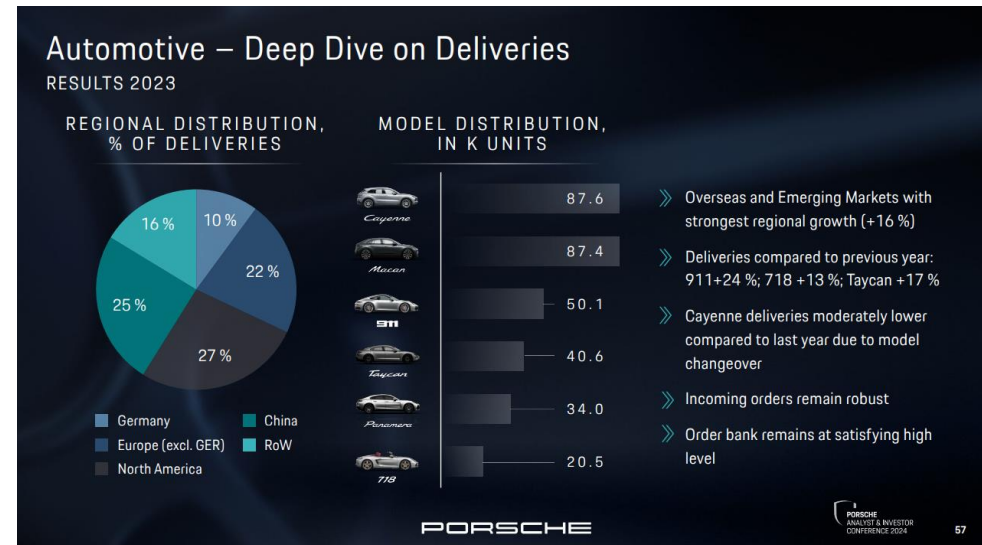 Automotive – Deep Dive on Deliveries
RESULTS 2023
REGIONAL DISTRIBUTION,
% OF DELIVERIES
16 %
10 %
22 %
25 %
27 %
Germany
China
Europe (excl. GER)
RoW
North America
MODEL DISTRIBUTION,
IN K UNITS
Cayenne
87.6
Macan
87.4
911
50.1
Taycan
40.6
Panamera
34.0
718
20.5
Overseas and Emerging Markets with
strongest regional growth (+16 %)
Deliveries compared to previous year:
911+24 %; 718 +13 %; Taycan +17 %
Cayenne deliveries moderately lower
compared to last year due to model
changeover
Incoming orders remain robust
Order bank remains at satisfying high
level
PORSCHE
PORSCHE
ANALYST & INVESTOR
CONFERENCE 2024
57